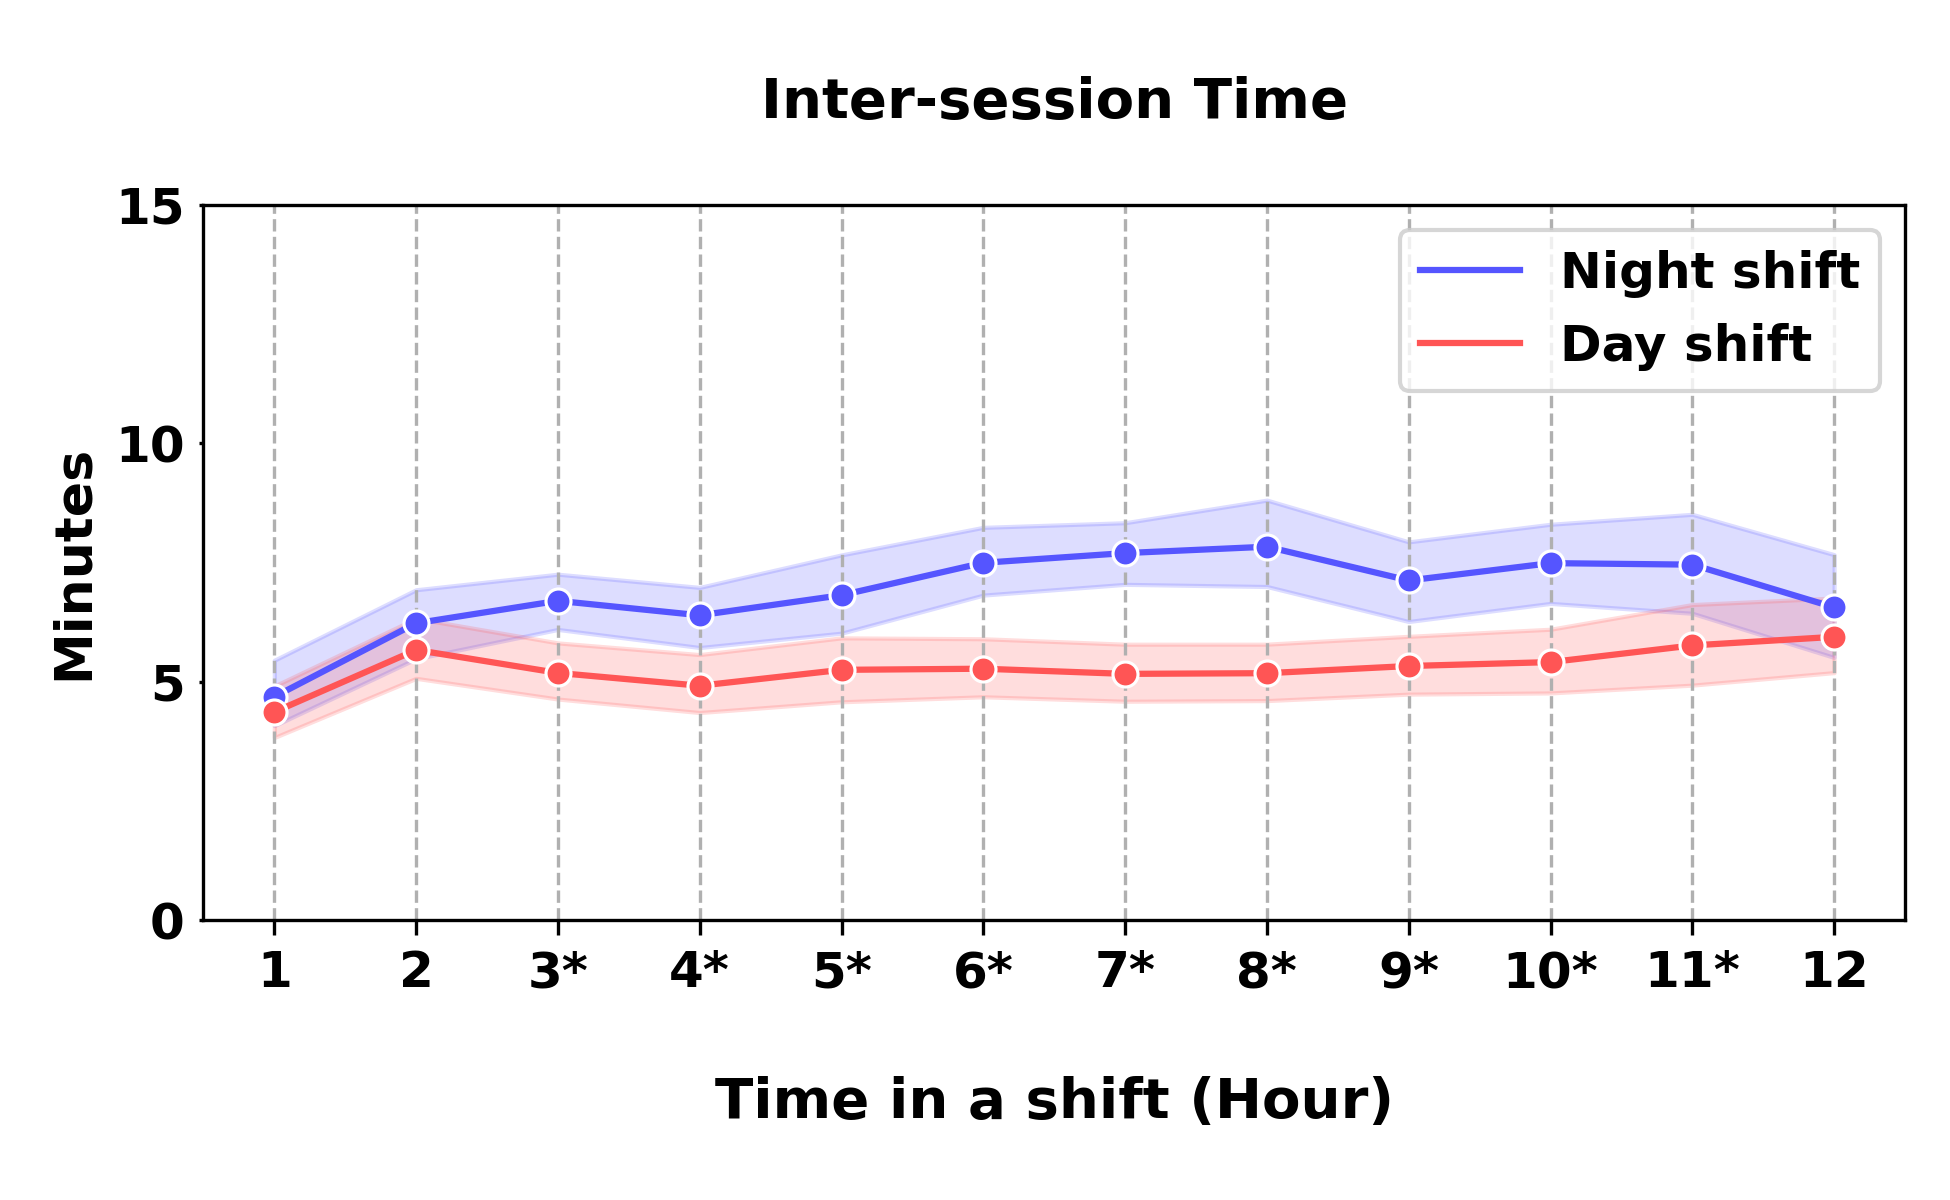 Inter-session Time
15
10
5
0
Minutes
Night shift
Day shift
1 2 3* 4* 5* 6* 7* 8* 9* 10* 11* 12
Time in a shift (Hour)